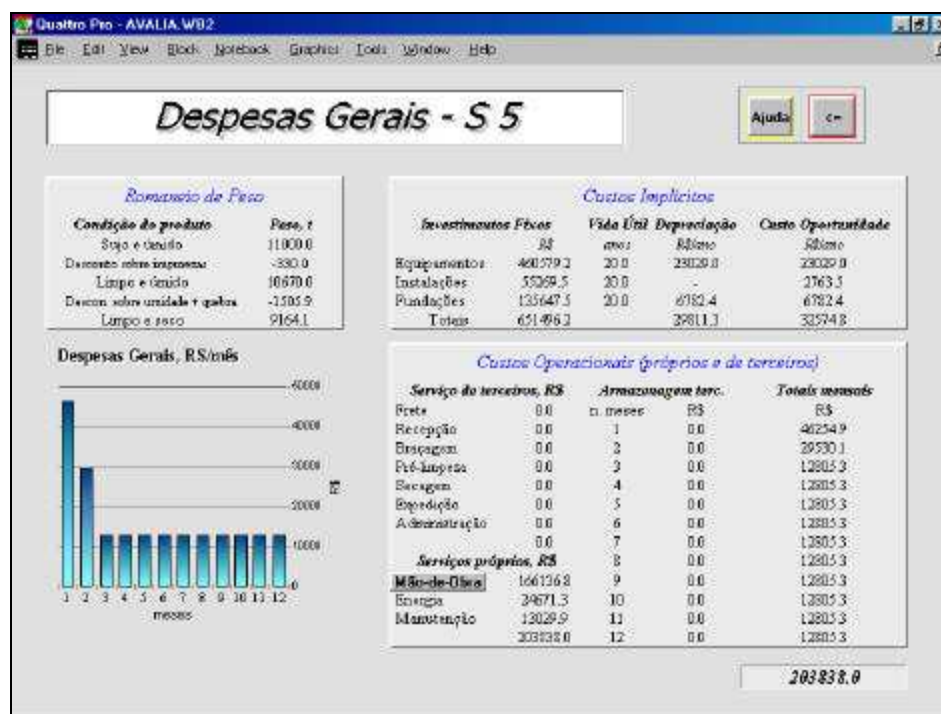 Quattro Pro - AVALIA.WB2
File Edit View Block Notebook Graphics Tools Window Help
Despesas Gerais - S 5
Ajuda <=
Romaneio de Peso
Condição do produto Peso, t
Sujo e úmido 11000.0
Desconto sobre impureza -330.0
Limpo e úmido 10670.0
Descon. sobre umidade + quebra -1505.9
Limpo e seco 9164.1
Custos Implícitos
Investimentos Fixos Vida Útil Depreciação Custo Oportunidade
R$ anos R$/ano R$/ano
Equipamentos 460579.2 20.0 23029.0 23029.0
Instalações 55269.5 20.0 - 2763.5
Fundações 135647.5 20.0 6782.4 6782.4
Totais 651496.2 29811.3 32574.8
Despesas Gerais, R$/mês
50000
40000
30000
20000
10000
0
R$
1 2 3 4 5 6 7 8 9 10 11 12
meses
Custos Operacionais (próprios e de terceiros)
Serviço de terceiros, R$ Armazenagem terc. Totais mensais
Frete 0.0 n. meses R$ R$
Recepção 0.0 1 0.0 46254.9
Braçagem 0.0 2 0.0 29530.1
Pré-limpeza 0.0 3 0.0 12805.3
Secagem 0.0 4 0.0 12805.3
Expedição 0.0 5 0.0 12805.3
Administração 0.0 6 0.0 12805.3
0.0 7 0.0 12805.3
Serviços próprios, R$ 8 0.0 12805.3
Mão-de-Obra 166136.8 9 0.0 12805.3
Energia 24671.3 10 0.0 12805.3
Manutenção 13029.9 11 0.0 12805.3
203838.0 12 0.0 12805.3
203838.0